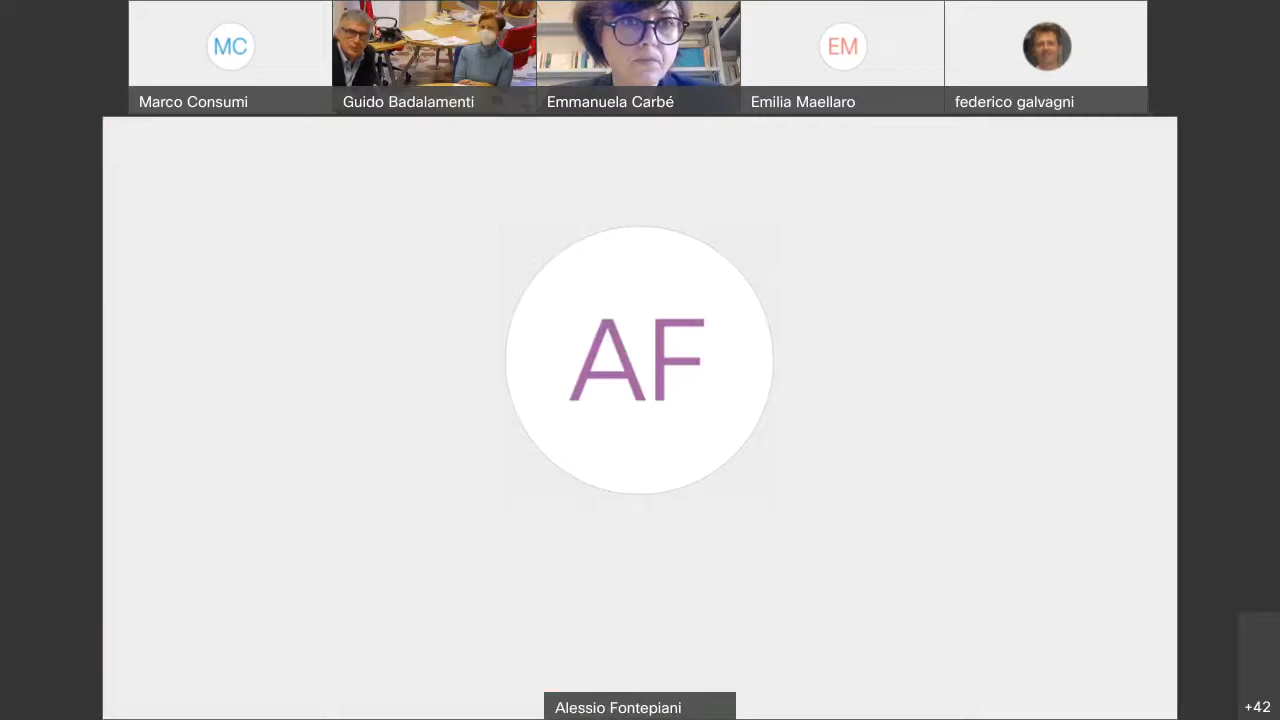 MC
EM
Marco Consumi
Guido Badalamenti
Emmanuela Carbé
Emilia Maellaro
federico galvagni
AF
Alessio Fontepiani
+42